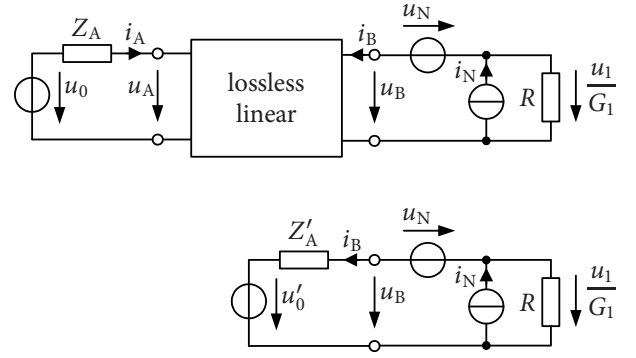 Z_A i_A i_B u_N
u_0 u_A lossless linear u_B i_N R u_1/G_1
Z′_A i_B u_N
u′_0 u_B i_N R u_1/G_1